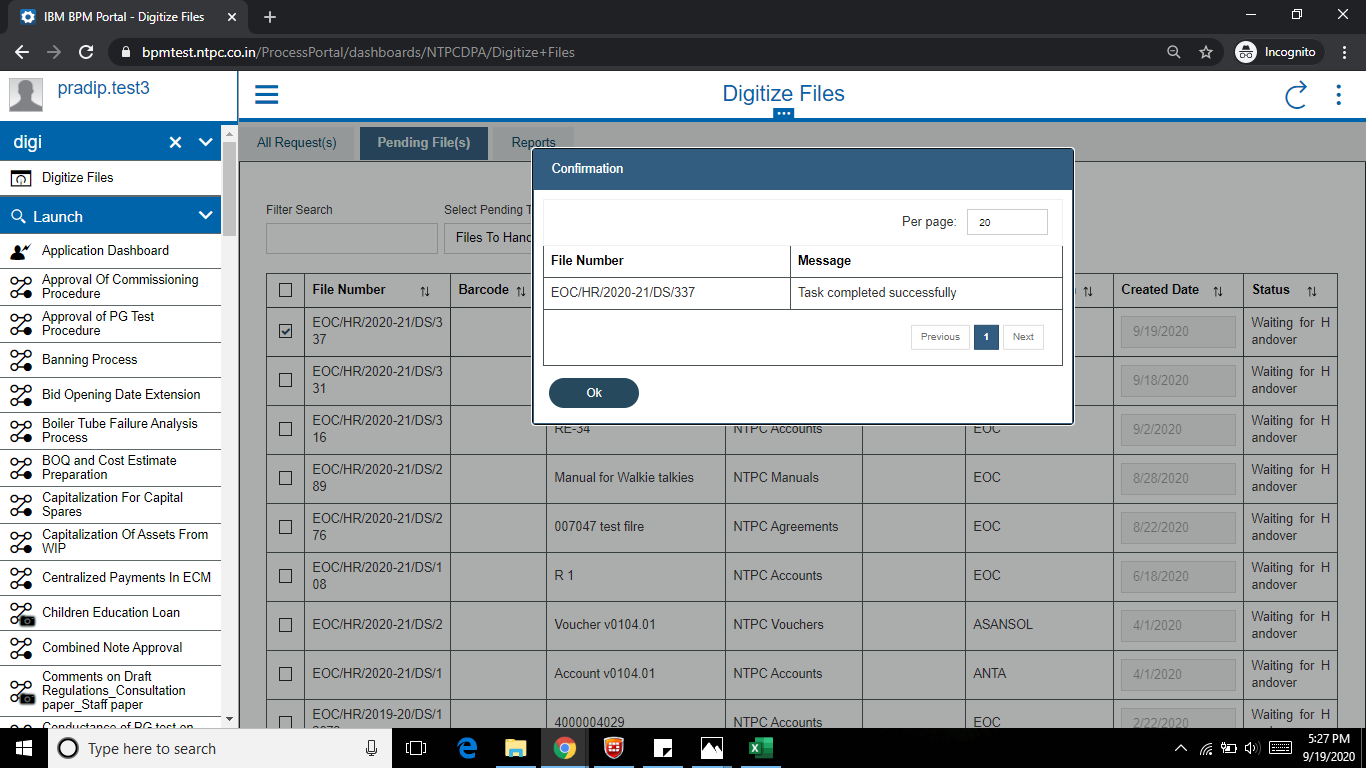 IBM BPM Portal - Digitize Files
bpmtest.ntpc.co.in/ProcessPortal/dashboards/NTPCDPA/Digitize+Files
Incognito
pradip.test3
Digitize Files
digi
Digitize Files
Launch
Application Dashboard
Approval Of Commissioning
Procedure
Approval of PG Test
Procedure
Banning Process
Bid Opening Date Extension
Boiler Tube Failure Analysis
Process
BOQ and Cost Estimate
Preparation
Capitalization For Capital
Spares
Capitalization Of Assets From
WIP
Centralized Payments In ECM
Children Education Loan
Combined Note Approval
Comments on Draft
Regulations_Consultation
paper_Staff paper
Conductance of PG test on
All Request(s) Pending File(s) Reports
Filter Search Select Pending T
Files To Hand
Confirmation
Per page: 20
File Number Message
EOC/HR/2020-21/DS/337 Task completed successfully
Previous 1 Next
Ok
File Number Barcode Created Date Status
EOC/HR/2020-21/DS/3 9/19/2020 Waiting for H
37 andover
EOC/HR/2020-21/DS/3 9/18/2020 Waiting for H
31 andover
EOC/HR/2020-21/DS/3 RE-34 NTPC Accounts EOC 9/2/2020 Waiting for H
16 andover
EOC/HR/2020-21/DS/2 Manual for Walkie talkies NTPC Manuals EOC 8/28/2020 Waiting for H
89 andover
EOC/HR/2020-21/DS/2 007047 test filre NTPC Agreements EOC 8/22/2020 Waiting for H
76 andover
EOC/HR/2020-21/DS/1 R 1 NTPC Accounts EOC 6/18/2020 Waiting for H
08 andover
EOC/HR/2020-21/DS/2 Voucher v0104.01 NTPC Vouchers ASANSOL 4/1/2020 Waiting for H
andover
EOC/HR/2020-21/DS/1 Account v0104.01 NTPC Accounts ANTA 4/1/2020 Waiting for H
andover
EOC/HR/2019-20/DS/1 4000004029 NTPC Accounts EOC 2/22/2020 Waiting for H
andover
Type here to search
5:27 PM
9/19/2020